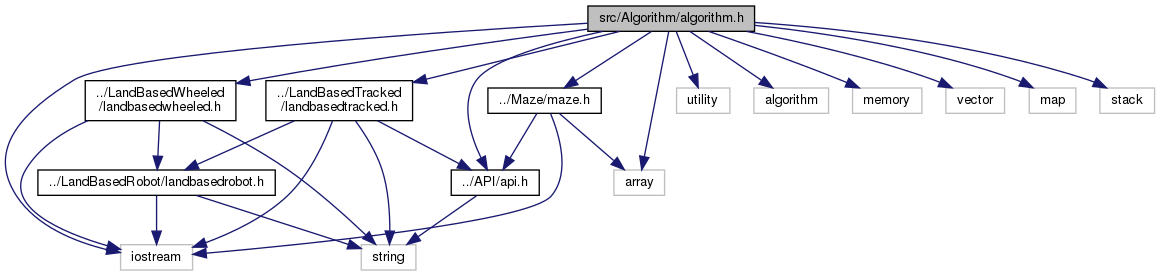 src/Algorithm/algorithm.h
../LandBasedWheeled
/landbasedwheeled.h
../LandBasedTracked
/landbasedtracked.h
../Maze/maze.h
utility
algorithm
memory
vector
map
stack
../LandBasedRobot/landbasedrobot.h
../API/api.h
array
iostream
string